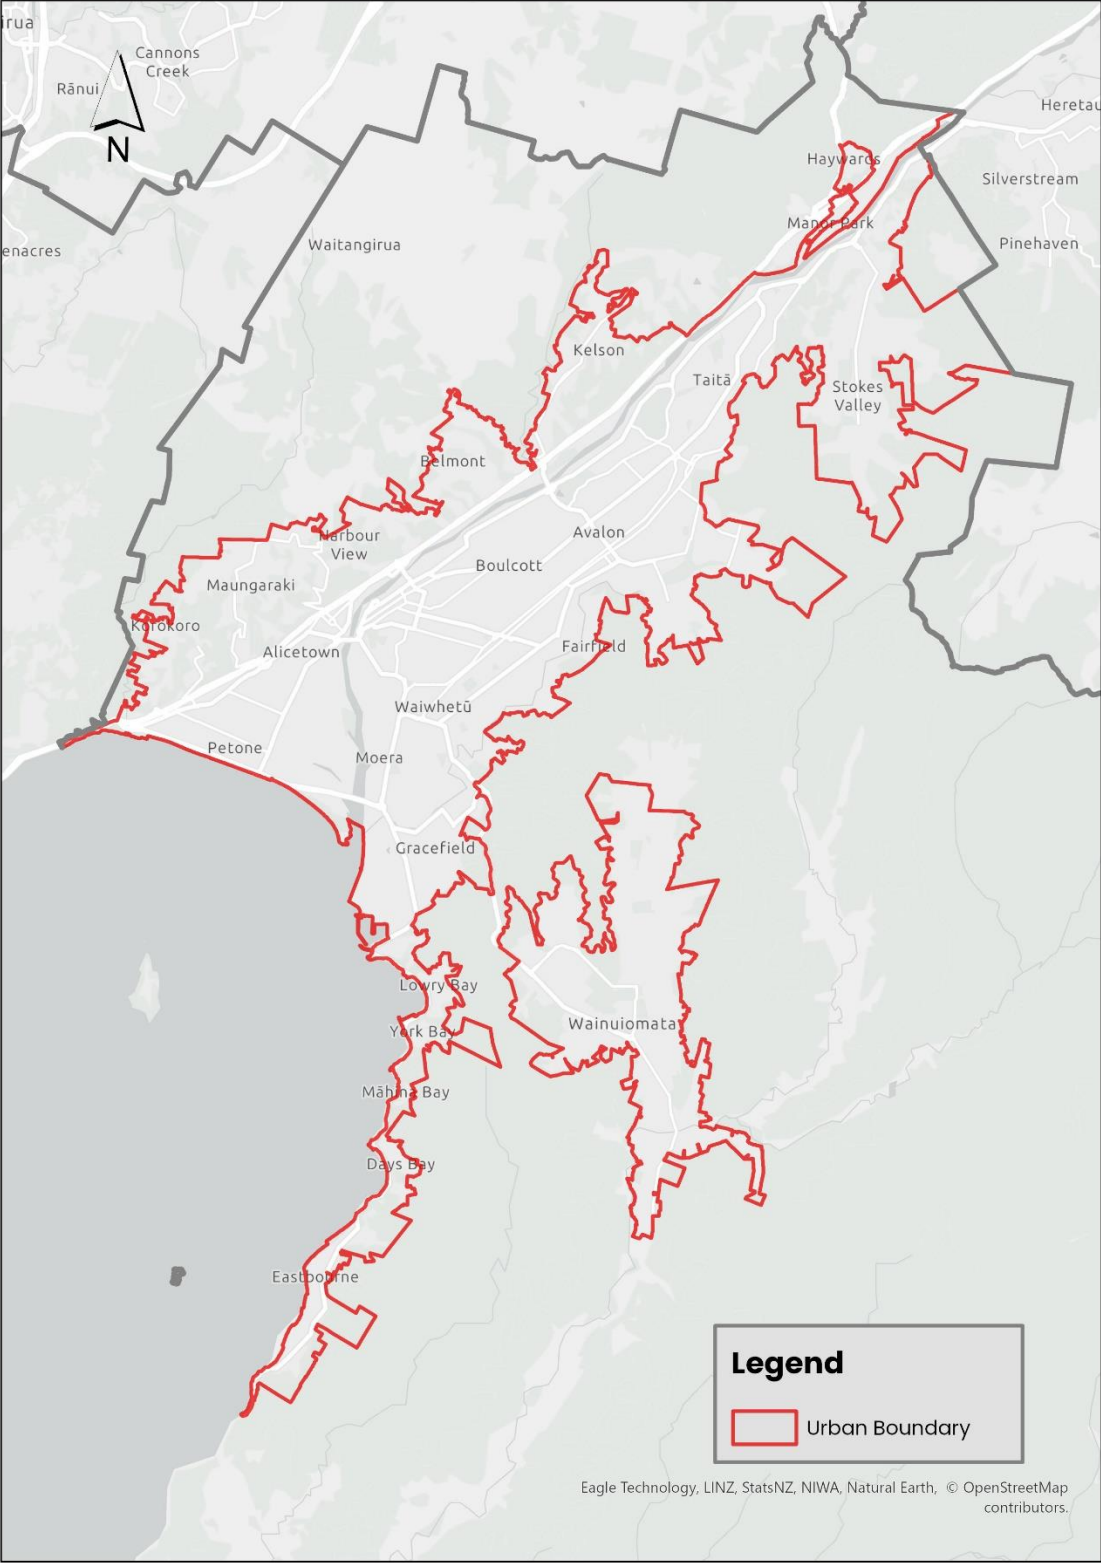 irua
Cannons
Creek
Rānui
N
Heretau
Haywards
Silverstream
Manor Park
Pinehaven
Waitangirua
enacres
Kelson
Taitā
Stokes
Valley
Belmont
Avalon
Harbour
View
Boulcott
Maungaraki
Korokoro
Fairfield
Alicetown
Waiwhetū
Petone
Moera
Gracefield
Lowry Bay
Wainuiomata
York Bay
Māhina Bay
Days Bay
Eastbourne
Legend
Urban Boundary
Eagle Technology, LINZ, StatsNZ, NIWA, Natural Earth, © OpenStreetMap
contributors.